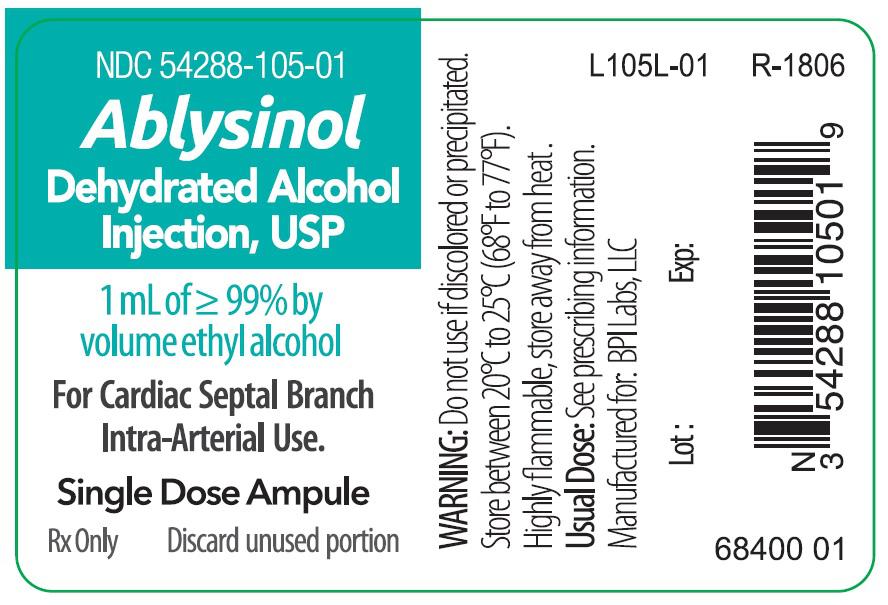 NDC 54288-105-01
Ablysinol
Dehydrated Alcohol
Injection, USP
1 mL of ≥ 99% by
volume ethyl alcohol
For Cardiac Septal Branch
Intra-Arterial Use.
Single Dose Ampule
Rx Only Discard unused portion
WARNING: Do not use if discolored or precipitated.
Store between 20°C to 25°C (68°F to 77°F).
Highly flammable, store away from heat .
Usual Dose: See prescribing information.
Manufactured for: BPI Labs, LLC
Lot : Exp:
L105L-01 R-1806
N
3 54288 10501 9
68400 01